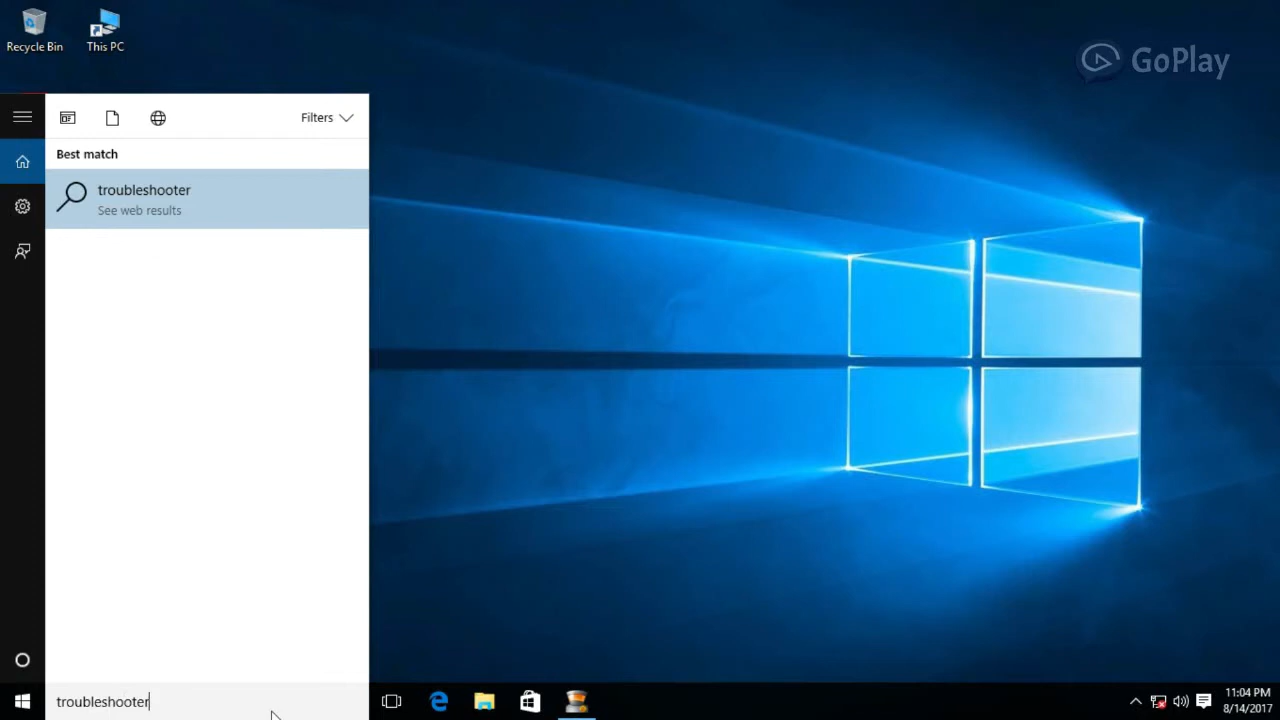 Recycle Bin
This PC
GoPlay
Filters
Best match
troubleshooter
See web results
troubleshooter
11:04 PM
8/14/2017